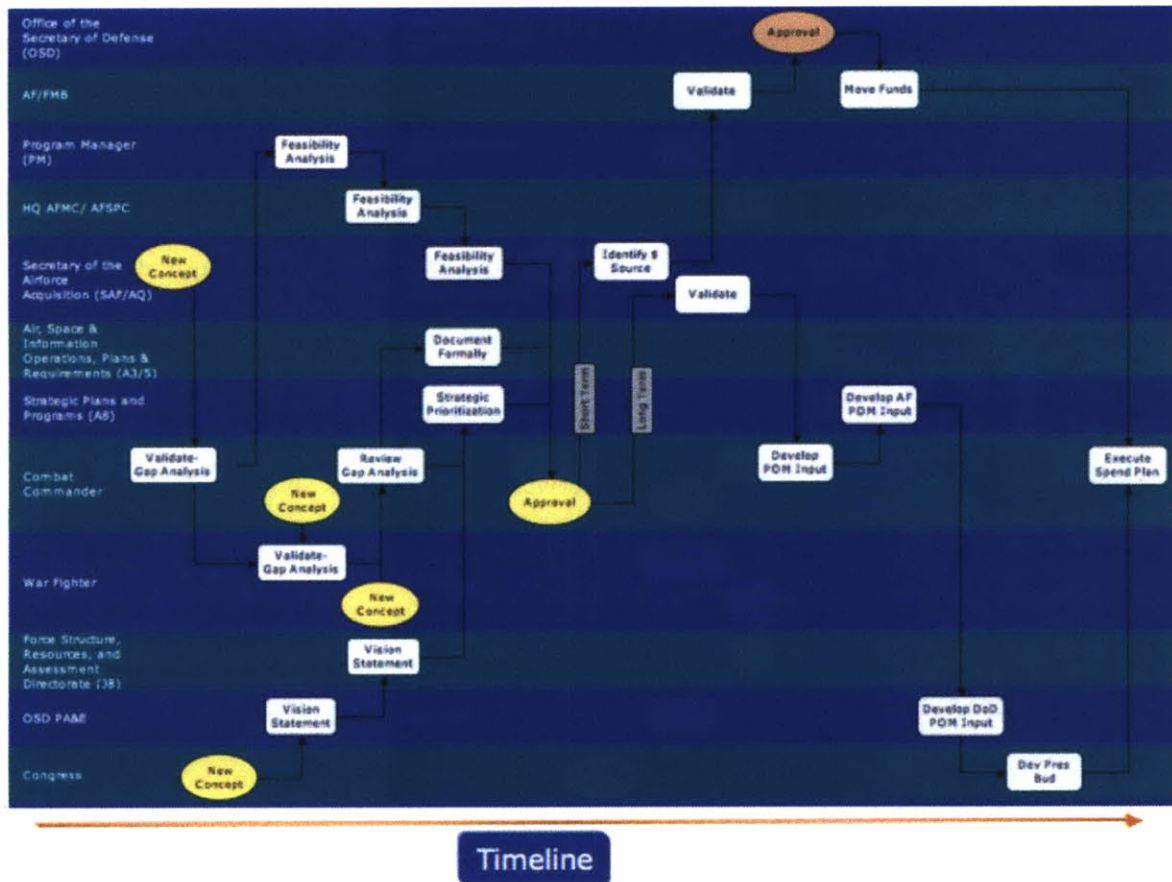 Office of the
Secretary of Defense
(OSD)
Approval
AF/FMB
Validate
Move Funds
Program Manager
(PM)
Feasibility
Analysis
HQ AFMC/ AFSPC
Feasibility
Analysis
Secretary of the
Airforce
Acquisition (SAF/AQ)
New
Concept
Feasibility
Analysis
Identify $
Source
Validate
Air, Space &
Information
Operations, Plans &
Requirements (A3/5)
Document
Formally
Short Term
Long Term
Strategic Plans and
Programs (A8)
Strategic
Prioritization
Develop AF
POM Input
Combat
Commander
Validate-
Gap Analysis
New
Concept
Review
Gap Analysis
Approval
Develop
POM Input
Execute
Spend Plan
War Fighter
Validate-
Gap Analysis
New
Concept
Force Structure,
Resources, and
Assessment
Directorate (J8)
Vision
Statement
OSD PA&E
Vision
Statement
Develop DoD
POM Input
Congress
New
Concept
Dev Pres
Bud
Timeline